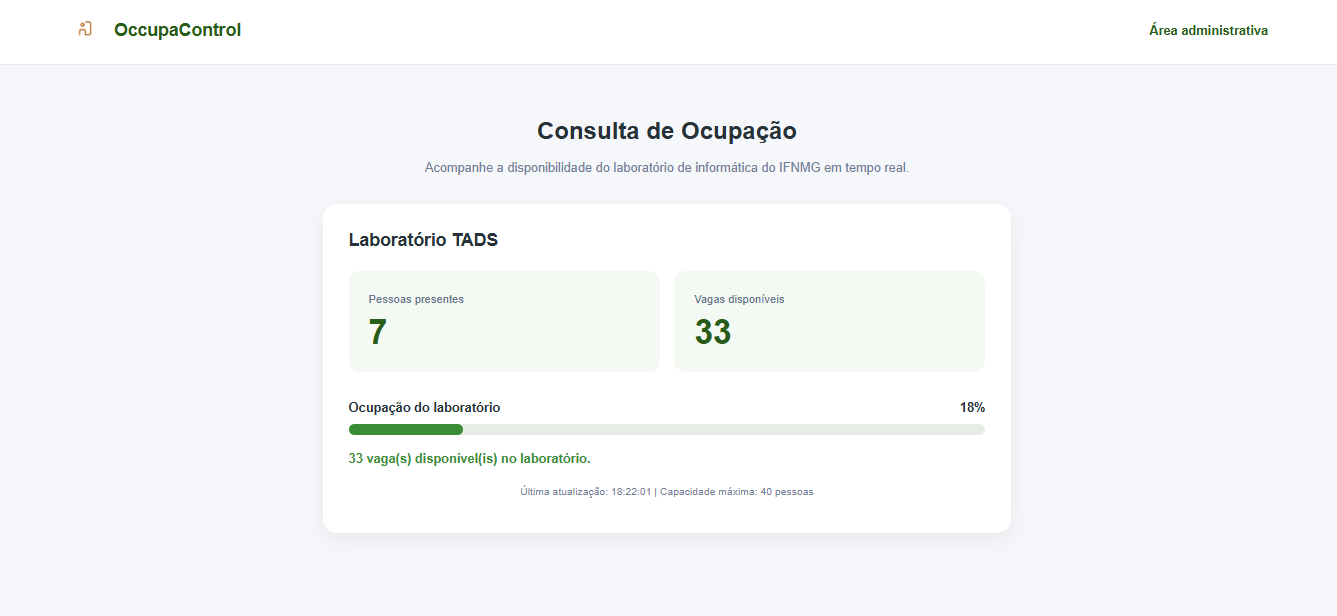 OccupaControl
Área administrativa
Consulta de Ocupação
Acompanhe a disponibilidade do laboratório de informática do IFNMG em tempo real.
Laboratório TADS
Pessoas presentes
7
Vagas disponíveis
33
Ocupação do laboratório
18%
33 vaga(s) disponível(is) no laboratório.
Última atualização: 18:22:01 | Capacidade máxima: 40 pessoas